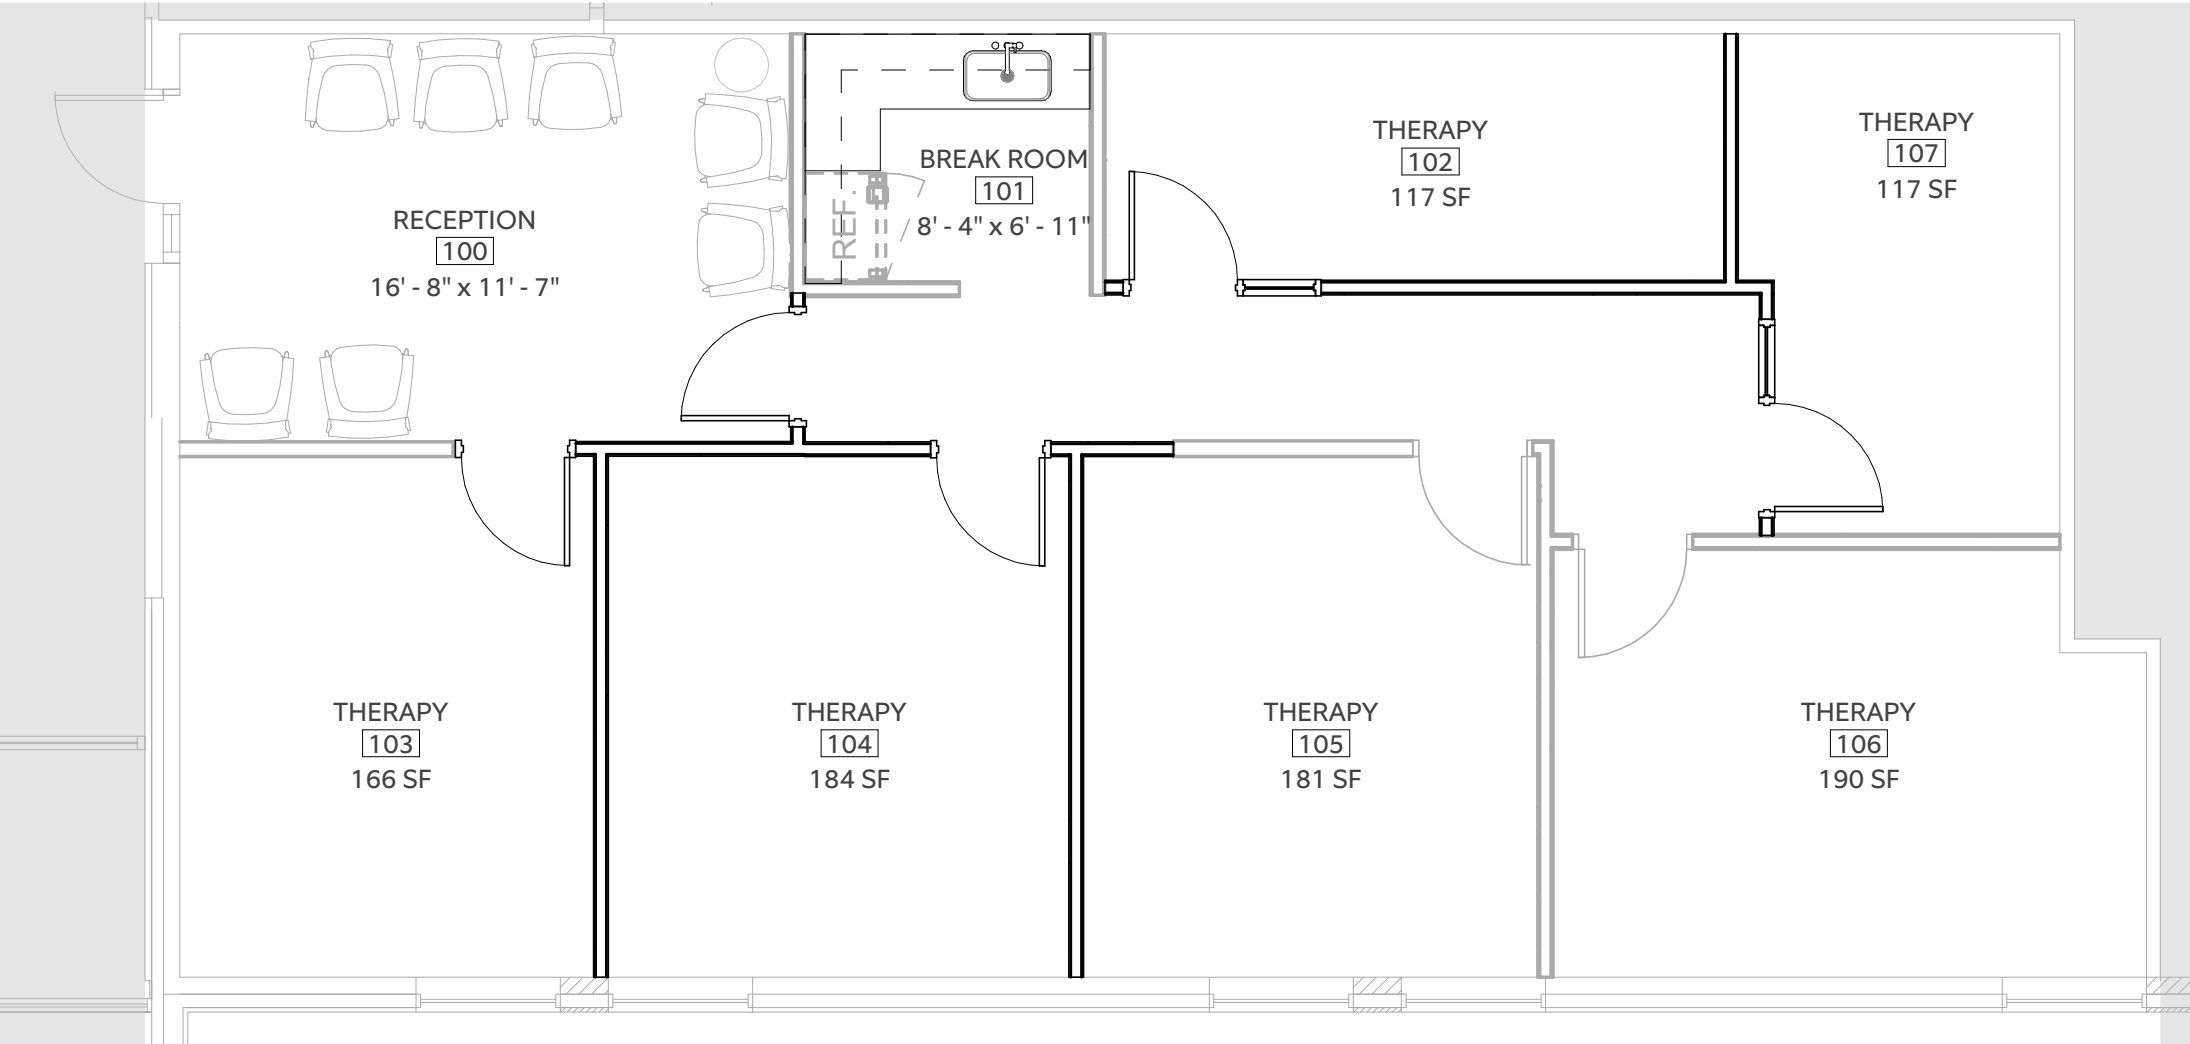 RECEPTION
100
16' - 8" x 11' - 7"
BREAK ROOM
101
8' - 4" x 6' - 11"
REF.
THERAPY
102
117 SF
THERAPY
107
117 SF
THERAPY
103
166 SF
THERAPY
104
184 SF
THERAPY
105
181 SF
THERAPY
106
190 SF